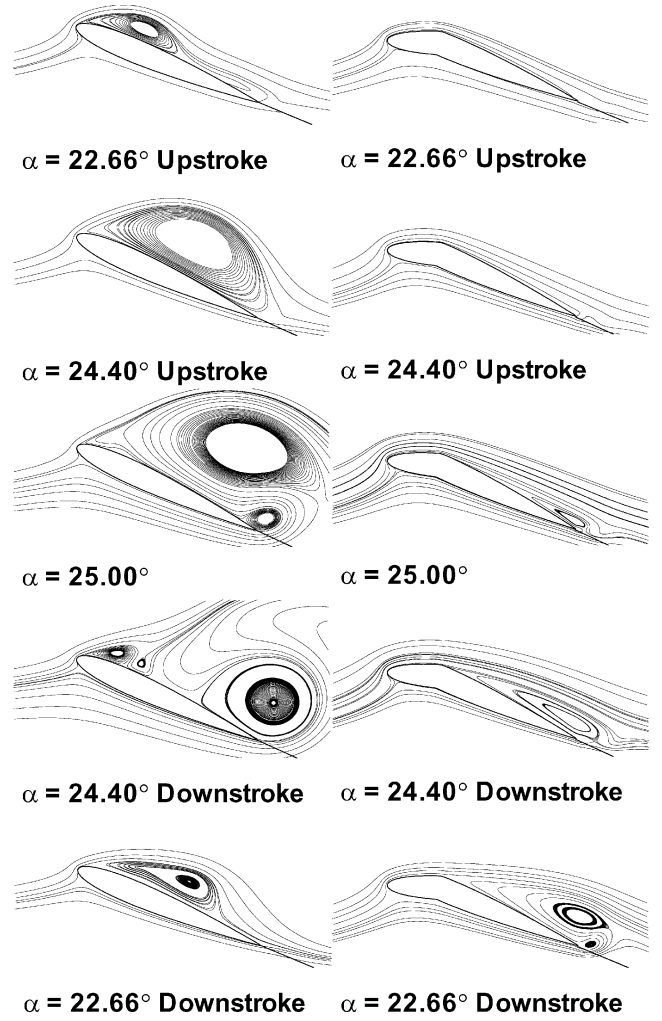 α = 22.66° Upstroke
α = 22.66° Upstroke
α = 24.40° Upstroke
α = 24.40° Upstroke
α = 25.00°
α = 25.00°
α = 24.40° Downstroke
α = 24.40° Downstroke
α = 22.66° Downstroke
α = 22.66° Downstroke